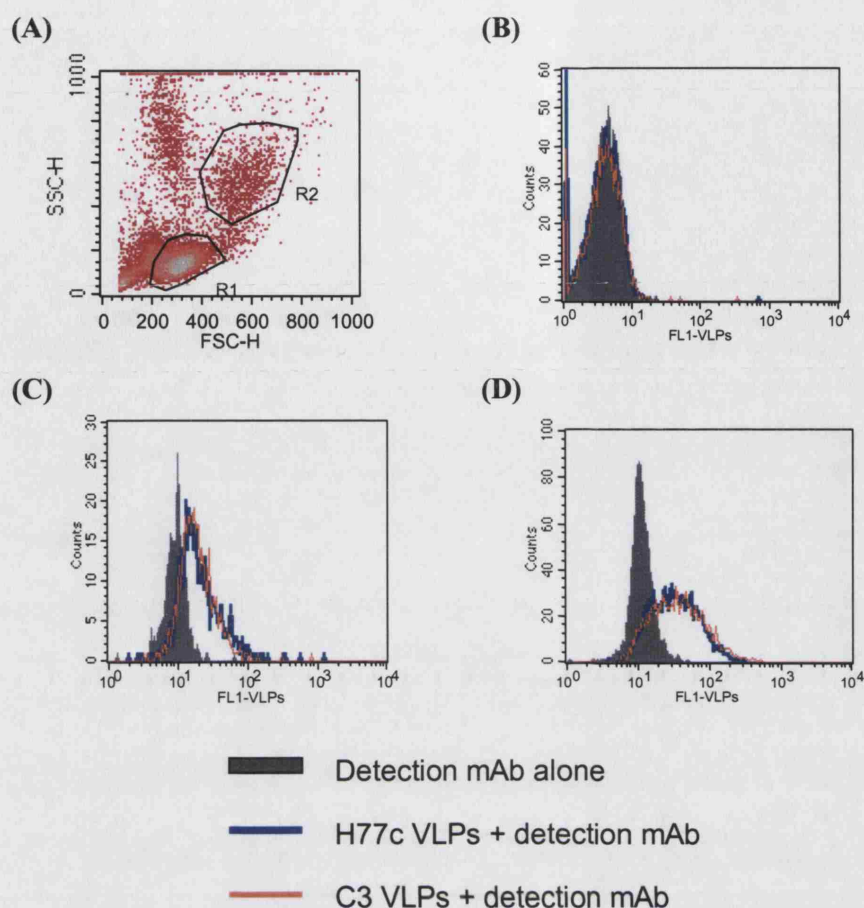 (A)
1000
SSC-H
0
R2
R1
0 200 400 600 800 1000
FSC-H
(B)
60
50
40
30
20
10
0
Counts
10⁰ 10¹ 10² 10³ 10⁴
FL1-VLPs
(C)
30
25
20
15
10
5
0
Counts
10⁰ 10¹ 10² 10³ 10⁴
FL1-VLPs
(D)
100
80
60
40
20
0
Counts
10⁰ 10¹ 10² 10³ 10⁴
FL1-VLPs
Detection mAb alone
H77c VLPs + detection mAb
C3 VLPs + detection mAb